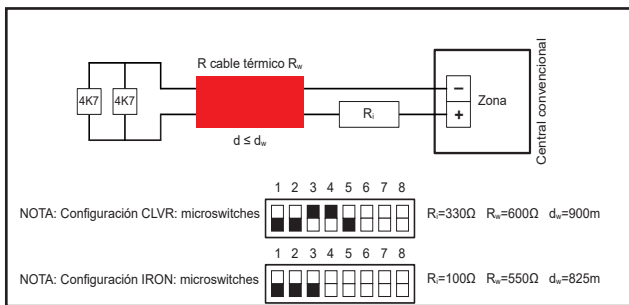 R cable térmico Rw
4K7 4K7
Ri
d ≤ dw
−
+
Zona
Central convencional
1 2 3 4 5 6 7 8
NOTA: Configuración CLVR: microswitches Ri=330Ω Rw=600Ω dw=900m
1 2 3 4 5 6 7 8
NOTA: Configuración IRON: microswitches Ri=100Ω Rw=550Ω dw=825m